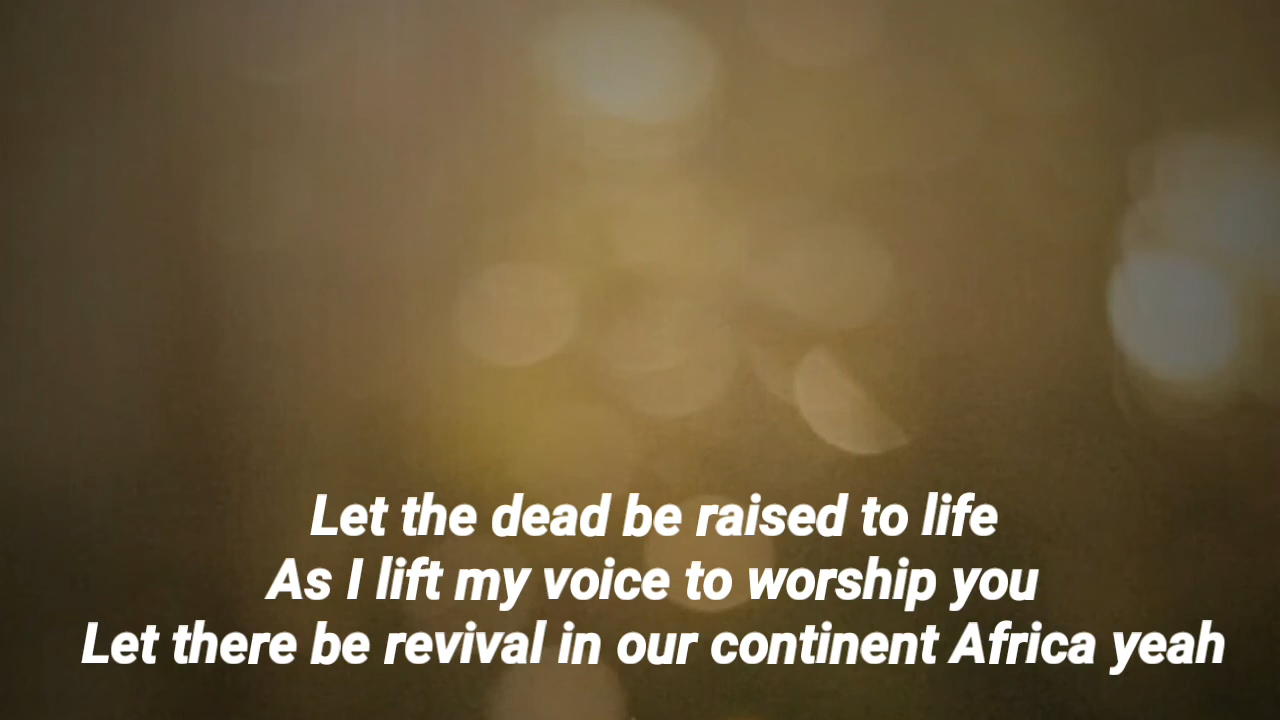 Let the dead be raised to life
As I lift my voice to worship you
Let there be revival in our continent Africa yeah